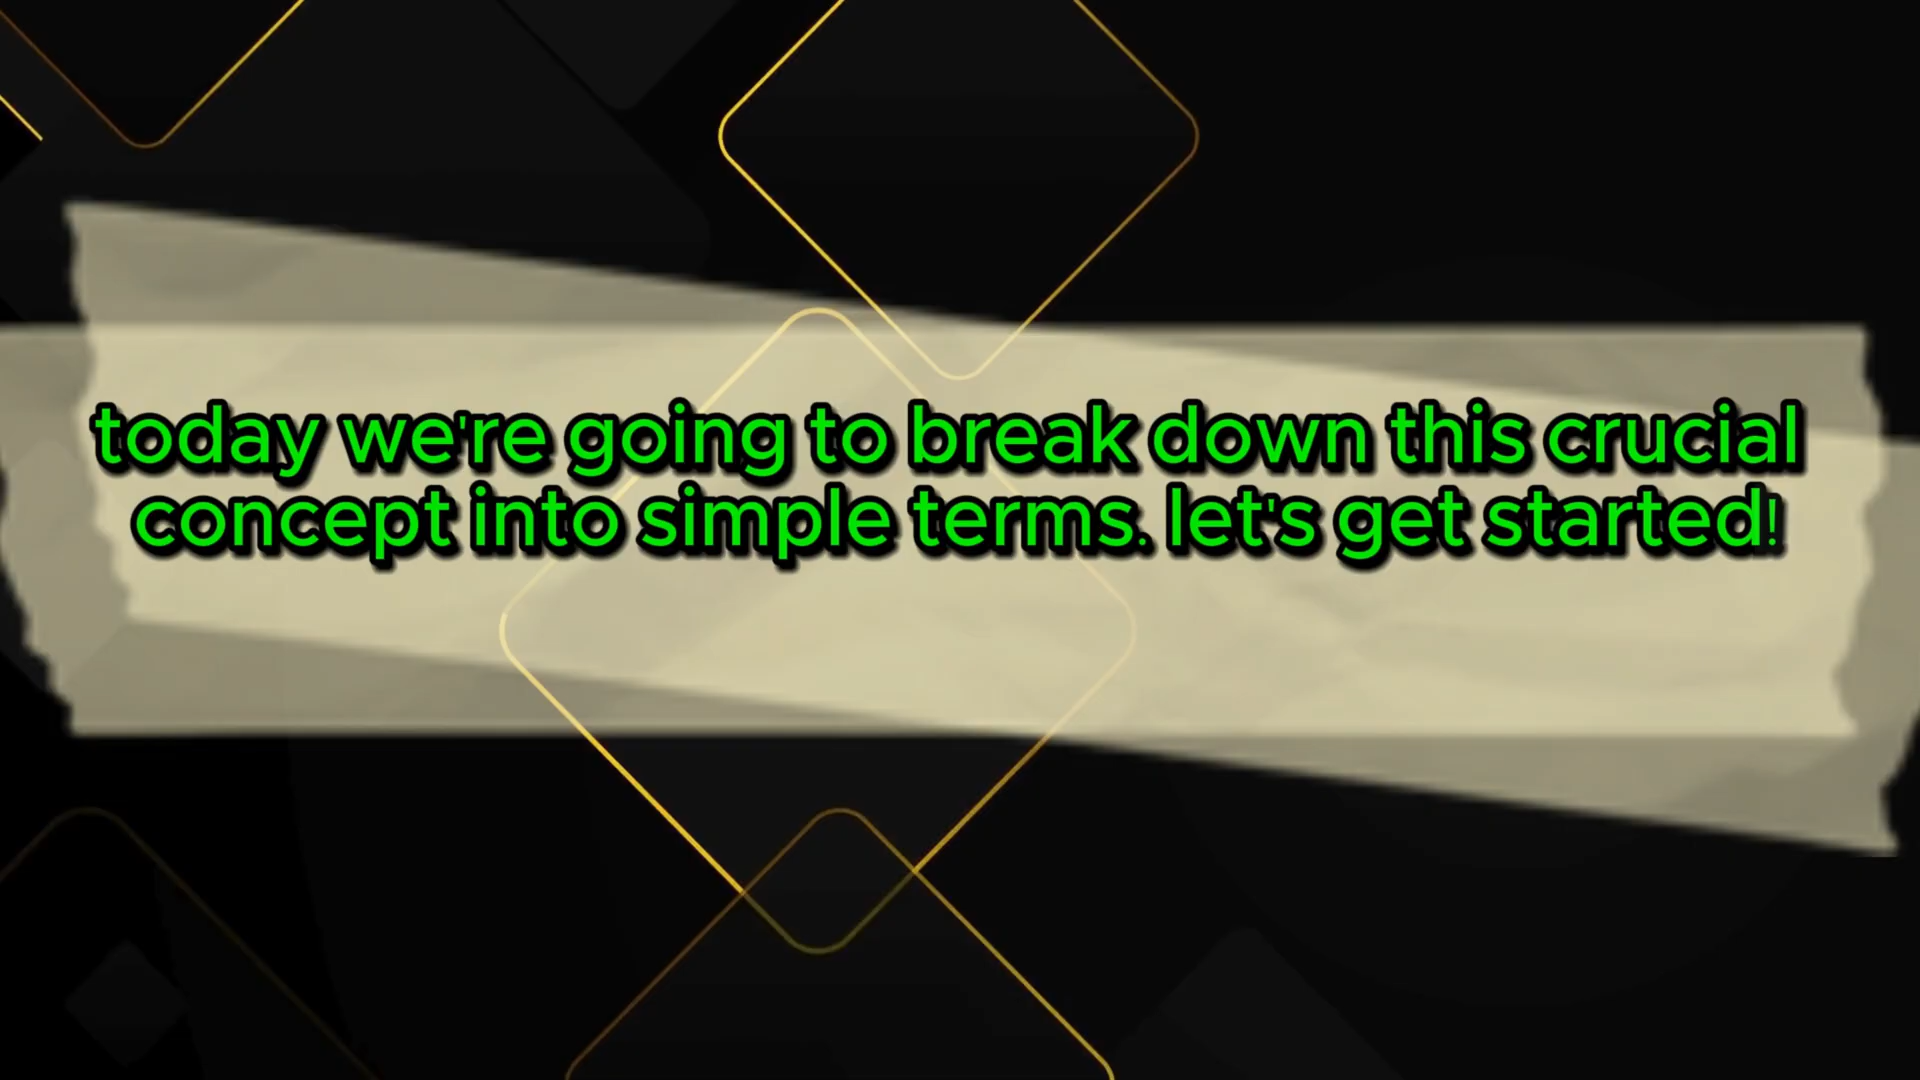 today we're going to break down this crucial
concept into simple terms. let's get started!